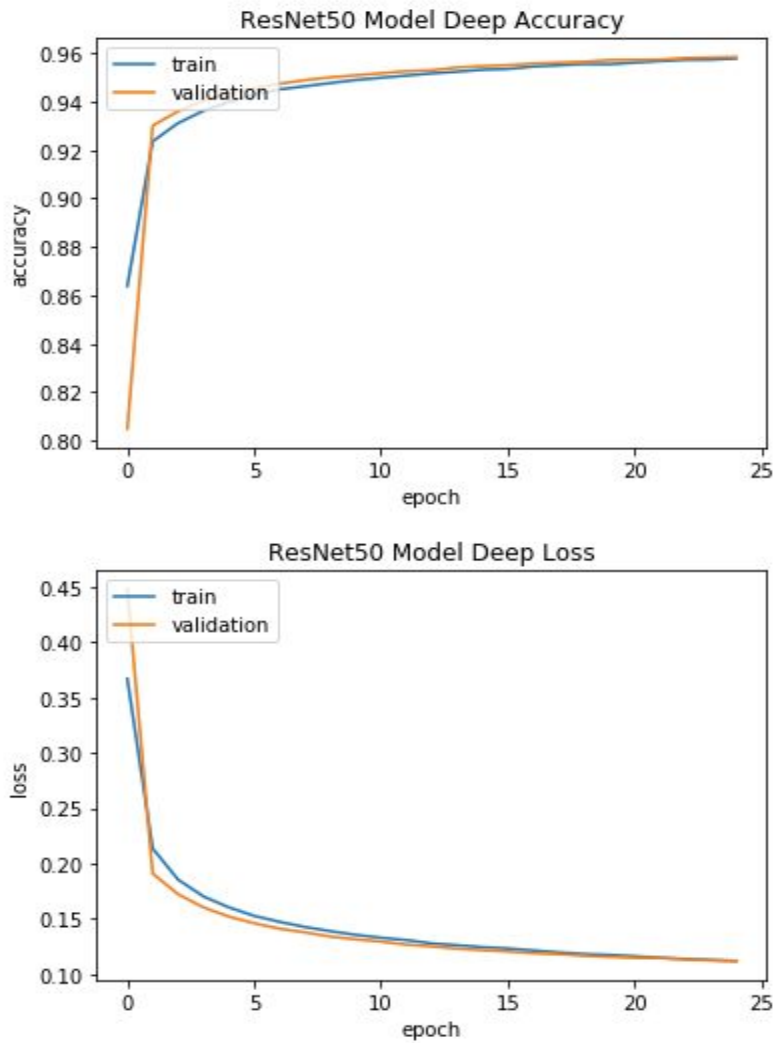 ResNet50 Model Deep Accuracy
train
validation
0.96
0.94
0.92
0.90
0.88
0.86
0.84
0.82
0.80
accuracy
0 5 10 15 20 25
epoch
ResNet50 Model Deep Loss
train
validation
0.45
0.40
0.35
0.30
0.25
0.20
0.15
0.10
loss
0 5 10 15 20 25
epoch